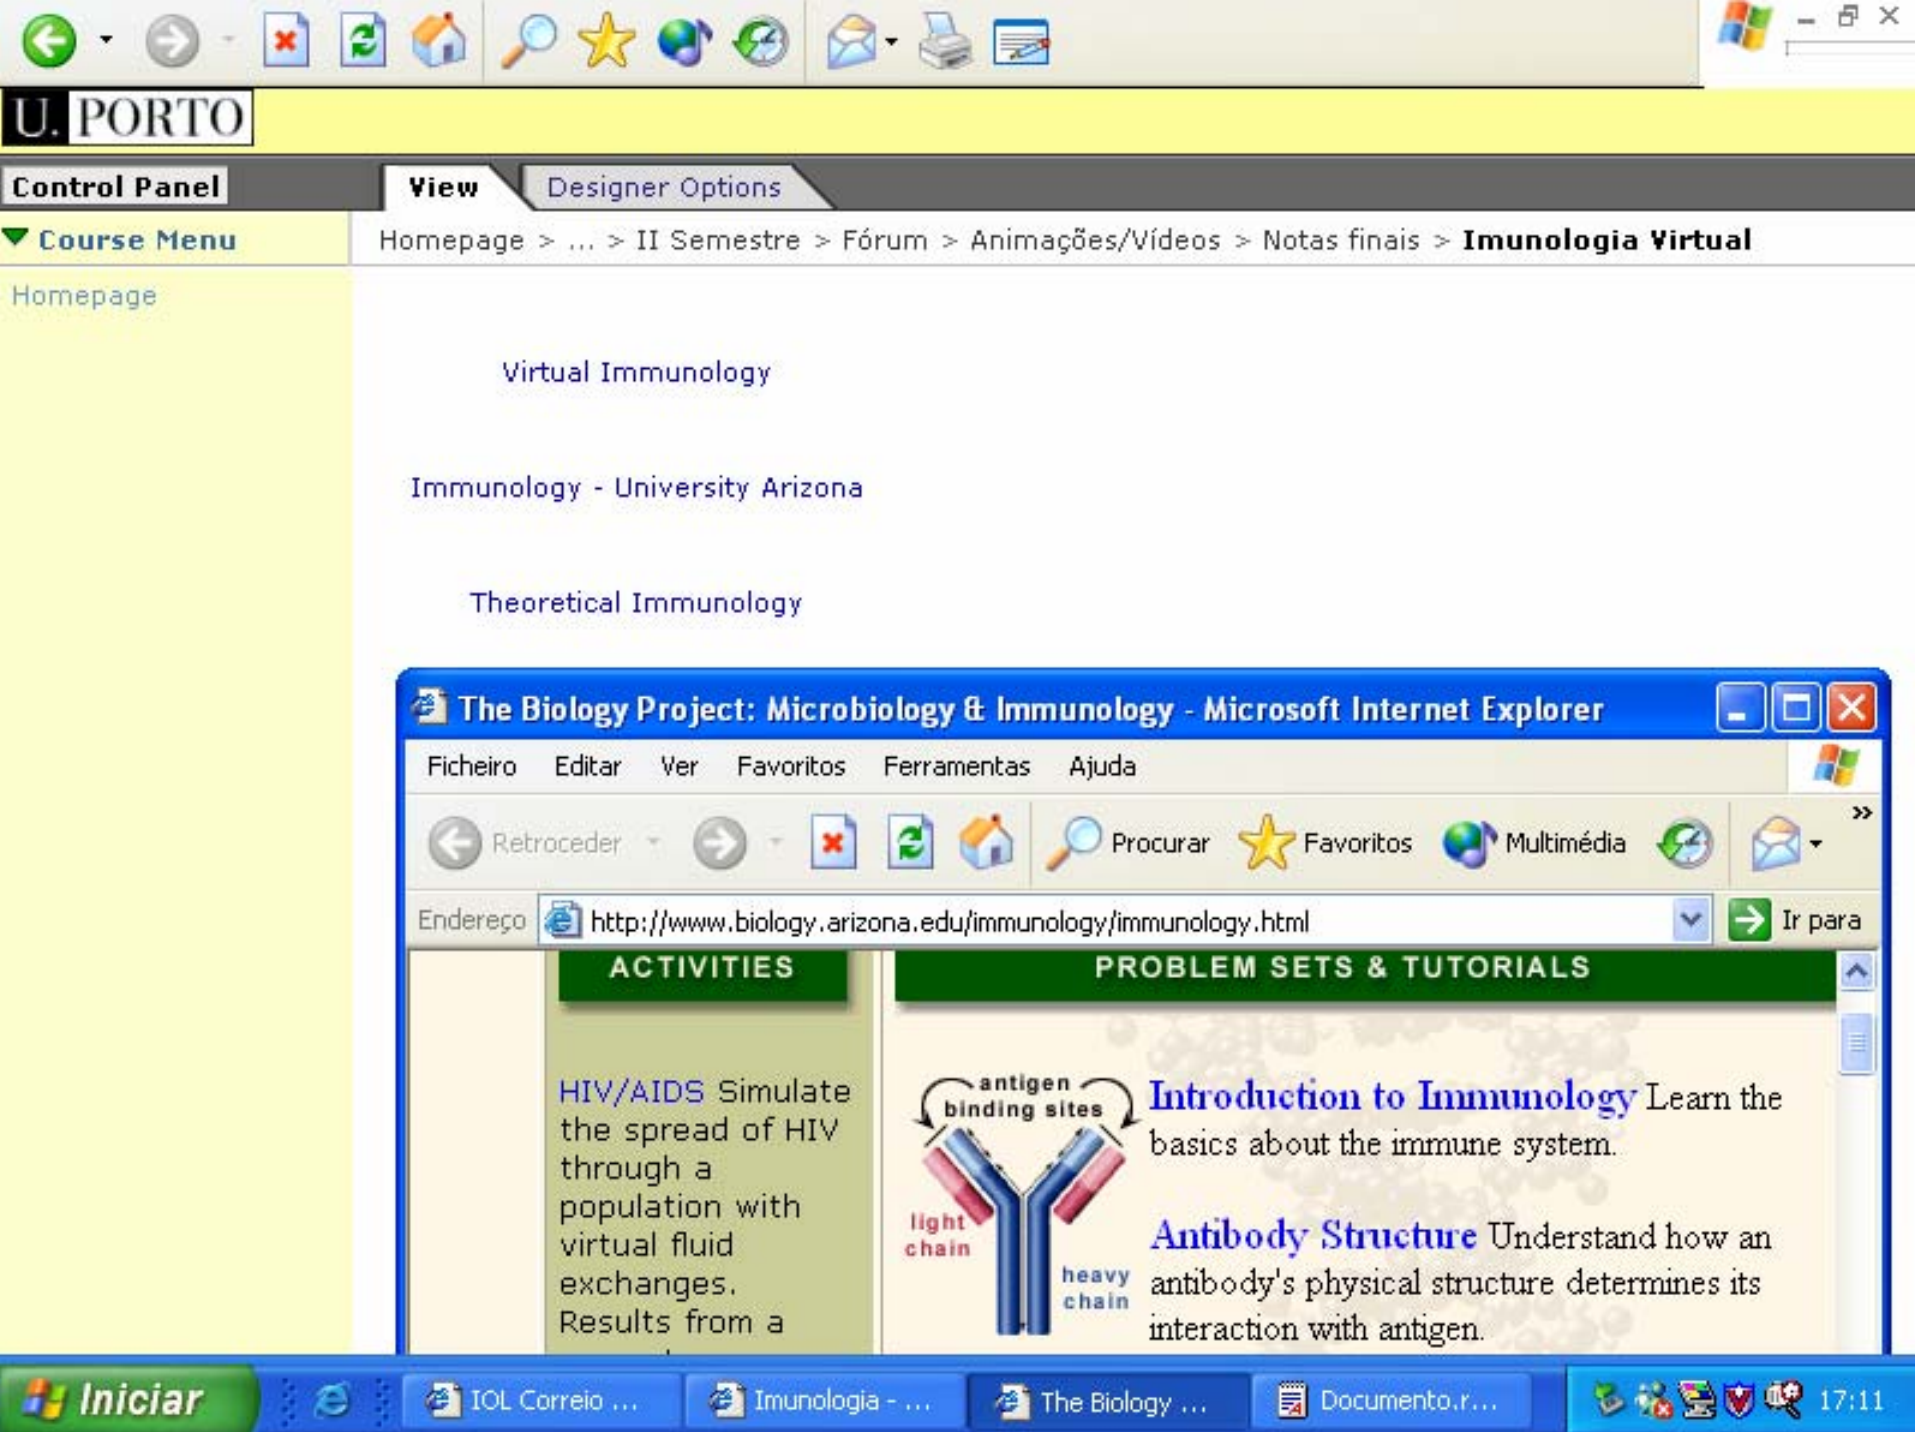 U. PORTO
Control Panel
View
Designer Options
Course Menu
Homepage > ... > II Semestre > Fórum > Animações/Vídeos > Notas finais > Imunologia Virtual
Homepage
Virtual Immunology
Immunology - University Arizona
Theoretical Immunology
The Biology Project: Microbiology & Immunology - Microsoft Internet Explorer
Ficheiro Editar Ver Favoritos Ferramentas Ajuda
Retroceder Procurar Favoritos Multimédia »
Endereço http://www.biology.arizona.edu/immunology/immunology.html Ir para
ACTIVITIES
HIV/AIDS Simulate
the spread of HIV
through a
population with
virtual fluid
exchanges.
Results from a
PROBLEM SETS & TUTORIALS
antigen
binding sites
light
chain
heavy
chain
Introduction to Immunology Learn the
basics about the immune system.
Antibody Structure Understand how an
antibody's physical structure determines its
interaction with antigen.
Iniciar
IOL Correio ...
Imunologia - ...
The Biology ...
Documento.r...
17:11